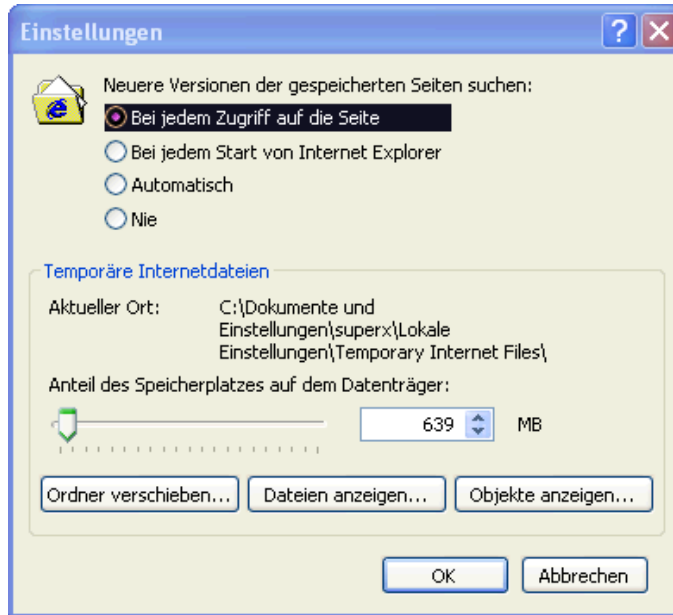 Einstellungen
?
Neuere Versionen der gespeicherten Seiten suchen:
Bei jedem Zugriff auf die Seite
Bei jedem Start von Internet Explorer
Automatisch
Nie
Temporäre Internetdateien
Aktueller Ort: C:\Dokumente und
Einstellungen\superx\Lokale
Einstellungen\Temporary Internet Files\
Anteil des Speicherplatzes auf dem Datenträger:
639 MB
Ordner verschieben... Dateien anzeigen... Objekte anzeigen...
OK Abbrechen